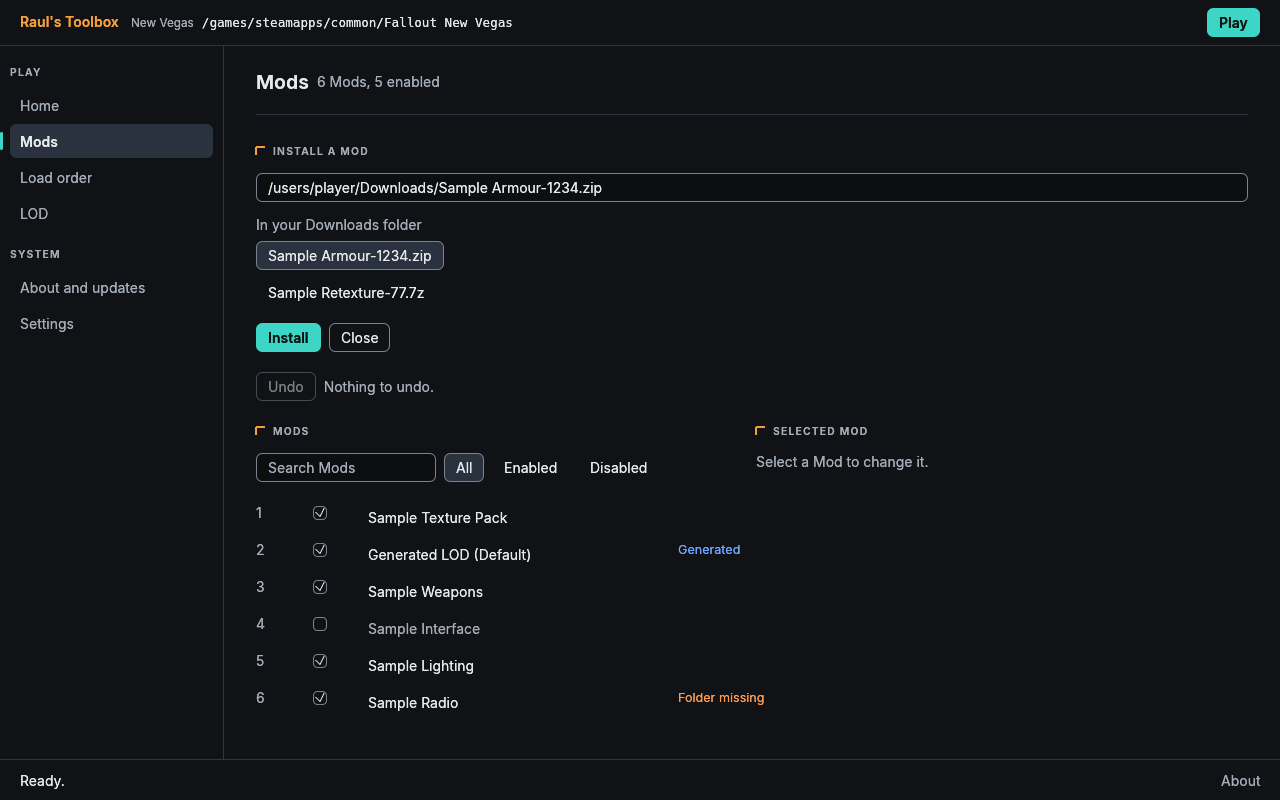 Raul's Toolbox New Vegas /games/steamapps/common/Fallout New Vegas Play
PLAY
Home
Mods
Load order
LOD
SYSTEM
About and updates
Settings
Mods 6 Mods, 5 enabled
INSTALL A MOD
/users/player/Downloads/Sample Armour-1234.zip
In your Downloads folder
Sample Armour-1234.zip
Sample Retexture-77.7z
Install Close
Undo Nothing to undo.
MODS
Search Mods All Enabled Disabled
1 Sample Texture Pack
2 Generated LOD (Default) Generated
3 Sample Weapons
4 Sample Interface
5 Sample Lighting
6 Sample Radio Folder missing
SELECTED MOD
Select a Mod to change it.
Ready. About